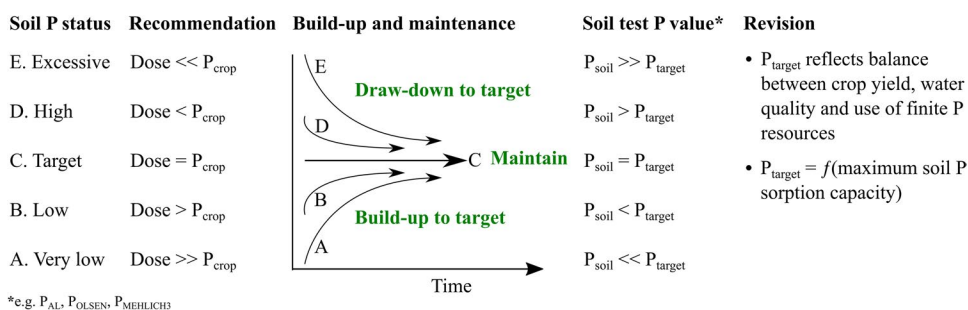 Soil P status Recommendation Build-up and maintenance Soil test P value* Revision
E. Excessive Dose << Pcrop E Psoil >> Ptarget
Draw-down to target
D. High Dose < Pcrop D Psoil > Ptarget
C. Target Dose = Pcrop C Maintain Psoil = Ptarget
B. Low Dose > Pcrop B Psoil < Ptarget
Build-up to target
A. Very low Dose >> Pcrop A Psoil << Ptarget
Time
• Ptarget reflects balance
between crop yield, water
quality and use of finite P
resources
• Ptarget = f(maximum soil P
sorption capacity)
*e.g. PAL, POLSEN, PMEHLICH3